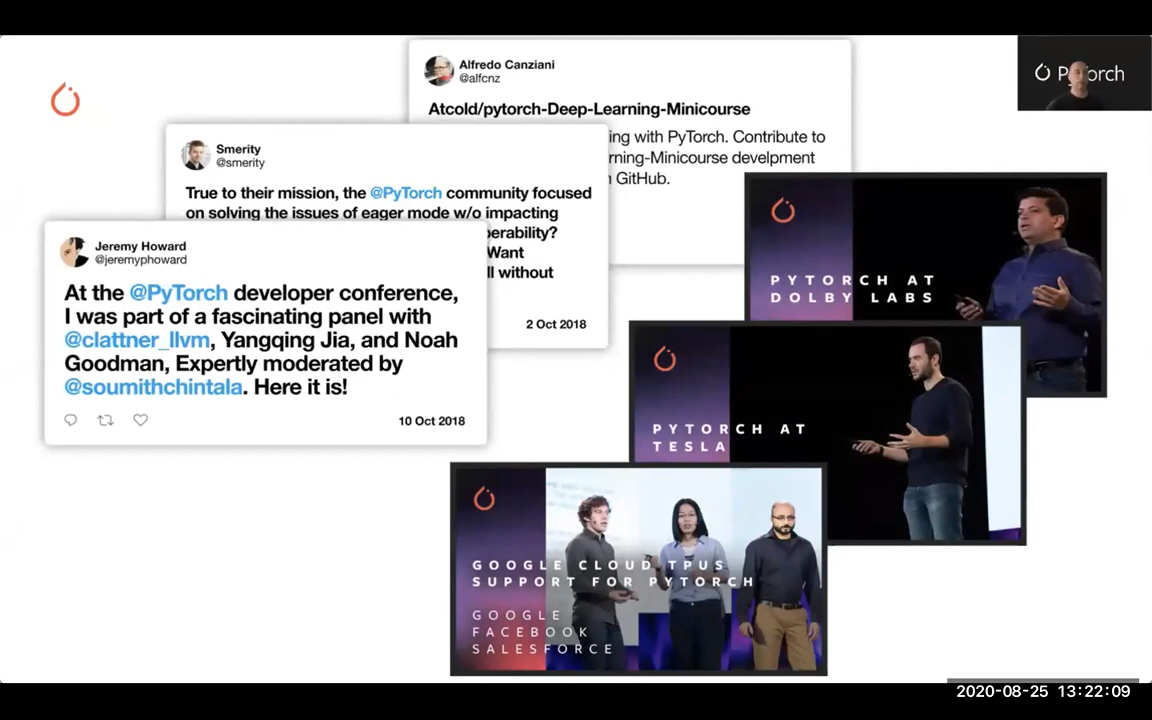 Alfredo Canziani
@alfcnz
Atcold/pytorch-Deep-Learning-Minicourse
ing with PyTorch. Contribute to
rning-Minicourse develpment
GitHub.
Smerity
@smerity
True to their mission, the @PyTorch community focused
on solving the issues of eager mode w/o impacting
perability?
Want
ll without
2 Oct 2018
Jeremy Howard
@jeremyphoward
At the @PyTorch developer conference,
I was part of a fascinating panel with
@clattner_llvm, Yangqing Jia, and Noah
Goodman, Expertly moderated by
@soumithchintala. Here it is!
10 Oct 2018
PYTORCH AT
DOLBY LABS
PYTORCH AT
TESLA
GOOGLE CLOUD TPUS
SUPPORT FOR PYTORCH
GOOGLE
FACEBOOK
SALESFORCE
P orch
2020-08-25 13:22:09